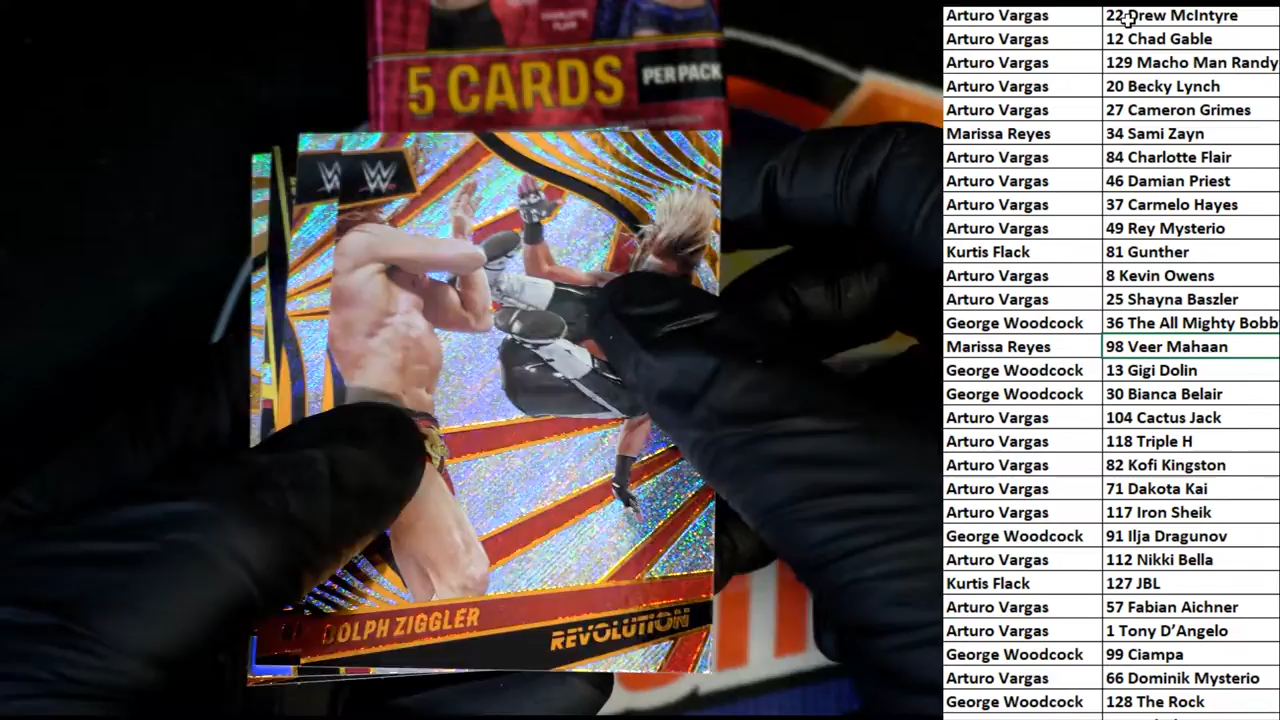 CHARLOTTE
FLAIR
5 CARDS PER PACK
W
DOLPH ZIGGLER
REVOLUTION
Arturo Vargas 22 Drew McIntyre
Arturo Vargas 12 Chad Gable
Arturo Vargas 129 Macho Man Randy
Arturo Vargas 20 Becky Lynch
Arturo Vargas 27 Cameron Grimes
Marissa Reyes 34 Sami Zayn
Arturo Vargas 84 Charlotte Flair
Arturo Vargas 46 Damian Priest
Arturo Vargas 37 Carmelo Hayes
Arturo Vargas 49 Rey Mysterio
Kurtis Flack 81 Gunther
Arturo Vargas 8 Kevin Owens
Arturo Vargas 25 Shayna Baszler
George Woodcock 36 The All Mighty Bobb
Marissa Reyes 98 Veer Mahaan
George Woodcock 13 Gigi Dolin
George Woodcock 30 Bianca Belair
Arturo Vargas 104 Cactus Jack
Arturo Vargas 118 Triple H
Arturo Vargas 82 Kofi Kingston
Arturo Vargas 71 Dakota Kai
Arturo Vargas 117 Iron Sheik
George Woodcock 91 Ilja Dragunov
Arturo Vargas 112 Nikki Bella
Kurtis Flack 127 JBL
Arturo Vargas 57 Fabian Aichner
Arturo Vargas 1 Tony D’Angelo
George Woodcock 99 Ciampa
Arturo Vargas 66 Dominik Mysterio
George Woodcock 128 The Rock